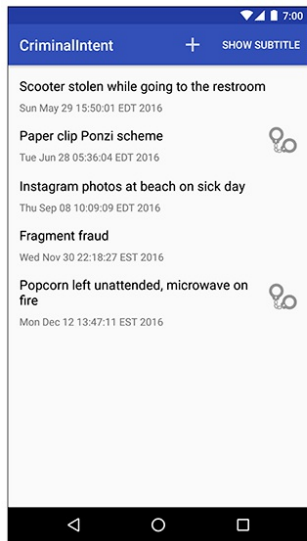 7:00
CriminalIntent
SHOW SUBTITLE
Scooter stolen while going to the restroom
Sun May 29 15:50:01 EDT 2016
Paper clip Ponzi scheme
Tue Jun 28 05:36:04 EDT 2016
Instagram photos at beach on sick day
Thu Sep 08 10:09:09 EDT 2016
Fragment fraud
Wed Nov 30 22:18:27 EST 2016
Popcorn left unattended, microwave on
fire
Mon Dec 12 13:47:11 EST 2016